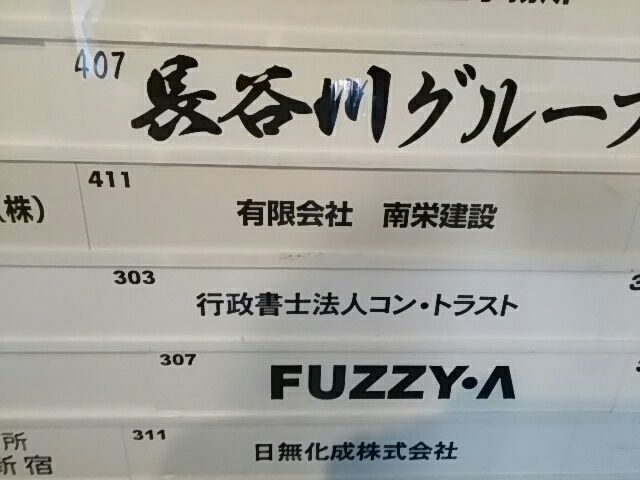 407 長谷川グループ
411
(株) 有限会社 南栄建設
303 行政書士法人コン・トラスト
307 FUZZY・Λ
311 日無化成株式会社
所
新宿